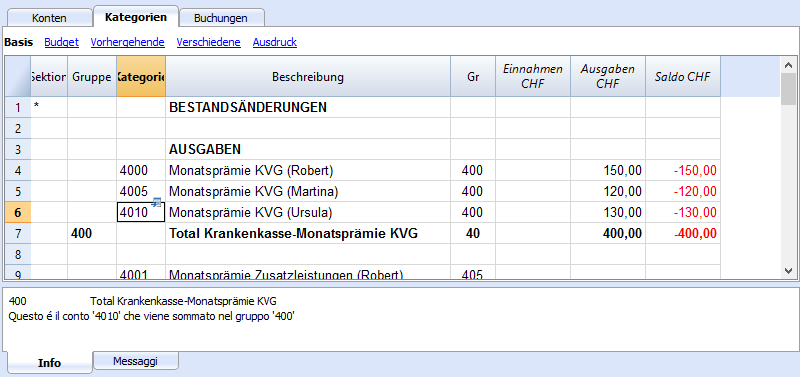 Konten Kategorien Buchungen
Basis Budget Vorhergehende Verschiedene Ausdruck
Sektion Gruppe Kategorie Beschreibung Gr Einnahmen CHF Ausgaben CHF Saldo CHF
1 * BESTANDSÄNDERUNGEN
2
3 AUSGABEN
4 4000 Monatsprämie KVG (Robert) 400 150,00 -150,00
5 4005 Monatsprämie KVG (Martina) 400 120,00 -120,00
6 4010 Monatsprämie KVG (Ursula) 400 130,00 -130,00
7 400 Total Krankenkasse-Monatsprämie KVG 40 400,00 -400,00
8
9 4001 Monatsprämie Zusatzleistungen (Robert) 405
400 Total Krankenkasse-Monatsprämie KVG
Questo é il conto '4010' che viene sommato nel gruppo '400'
Info Messaggi